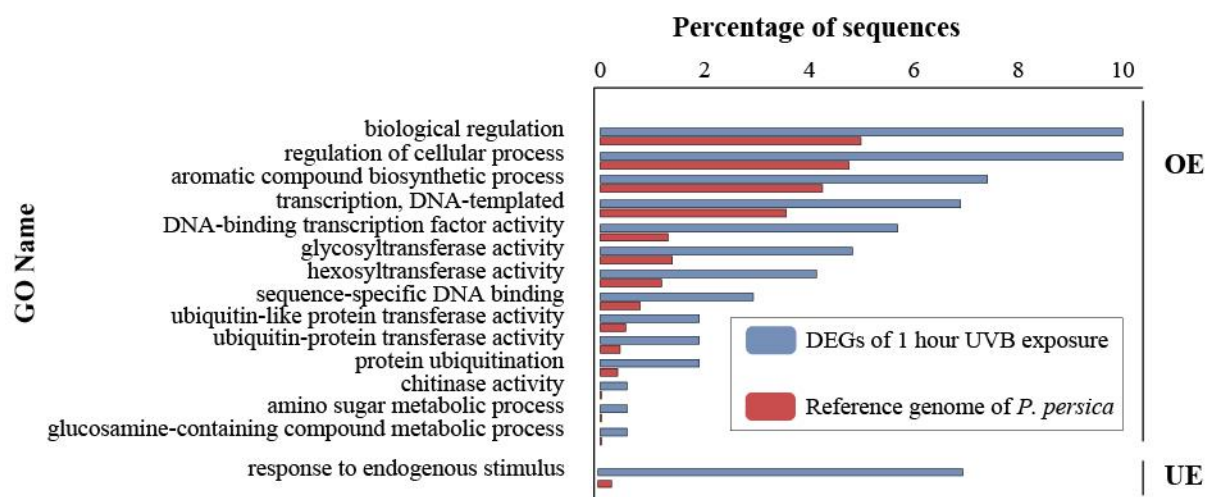 Percentage of sequences
0 2 4 6 8 10
GO Name
biological regulation
regulation of cellular process
aromatic compound biosynthetic process
transcription, DNA-templated
DNA-binding transcription factor activity
glycosyltransferase activity
hexosyltransferase activity
sequence-specific DNA binding
ubiquitin-like protein transferase activity
ubiquitin-protein transferase activity
protein ubiquitination
chitinase activity
amino sugar metabolic process
glucosamine-containing compound metabolic process
response to endogenous stimulus
OE
UE
DEGs of 1 hour UVB exposure
Reference genome of P. persica